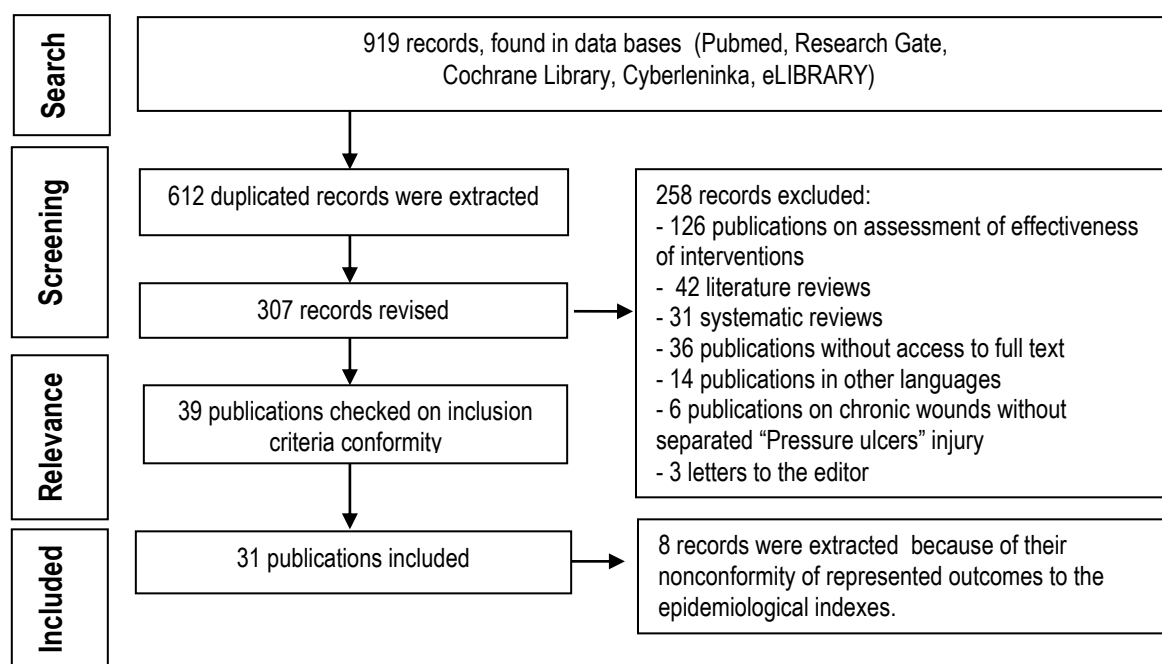 Search
919 records, found in data bases (Pubmed, Research Gate,
Cochrane Library, Cyberleninka, eLIBRARY)
Screening
612 duplicated records were extracted
307 records revised
258 records excluded:
- 126 publications on assessment of effectiveness
of interventions
- 42 literature reviews
- 31 systematic reviews
- 36 publications without access to full text
- 14 publications in other languages
- 6 publications on chronic wounds without
separated “Pressure ulcers” injury
- 3 letters to the editor
Relevance
39 publications checked on inclusion
criteria conformity
Included
31 publications included
8 records were extracted because of their
nonconformity of represented outcomes to the
epidemiological indexes.